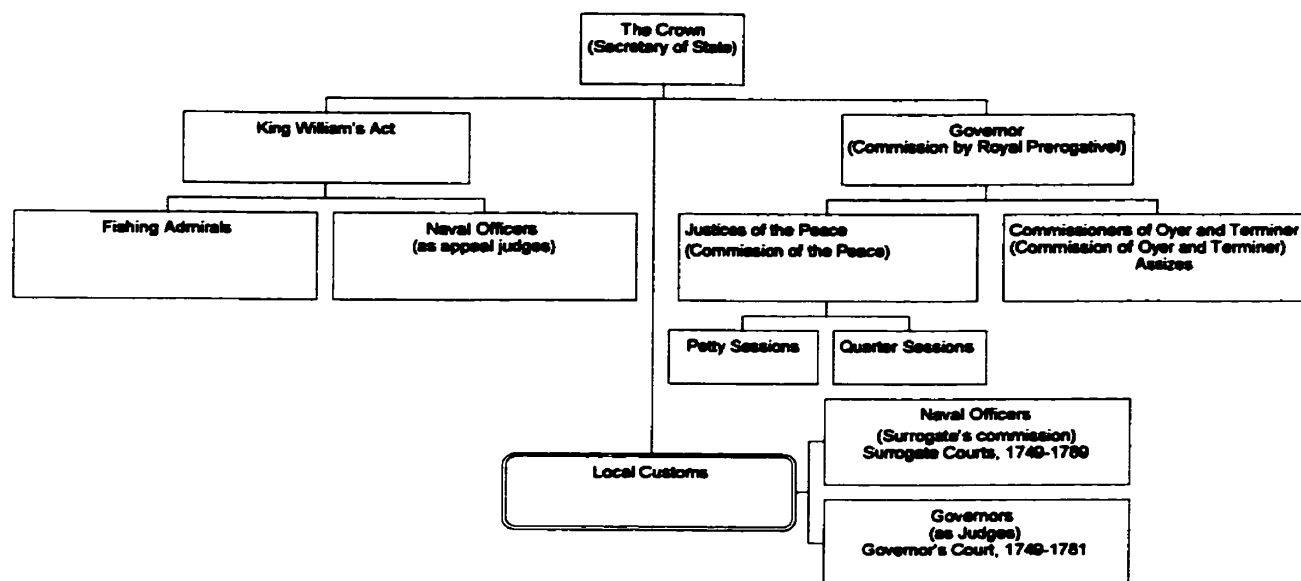 The Crown
(Secretary of State)
King William's Act
Governor
(Commission by Royal Prerogativel)
Fishing Admirals
Naval Officers
(as appeal judges)
Justices of the Peace
(Commission of the Peace)
Commissioners of Oyer and Terminer
(Commission of Oyer and Terminer)
Assizes
Petty Sessions
Quarter Sessions
Naval Officers
(Surrogate's commission)
Surrogate Courts, 1749-1789
Local Customs
Governors
(as Judges)
Governor's Court, 1749-1781